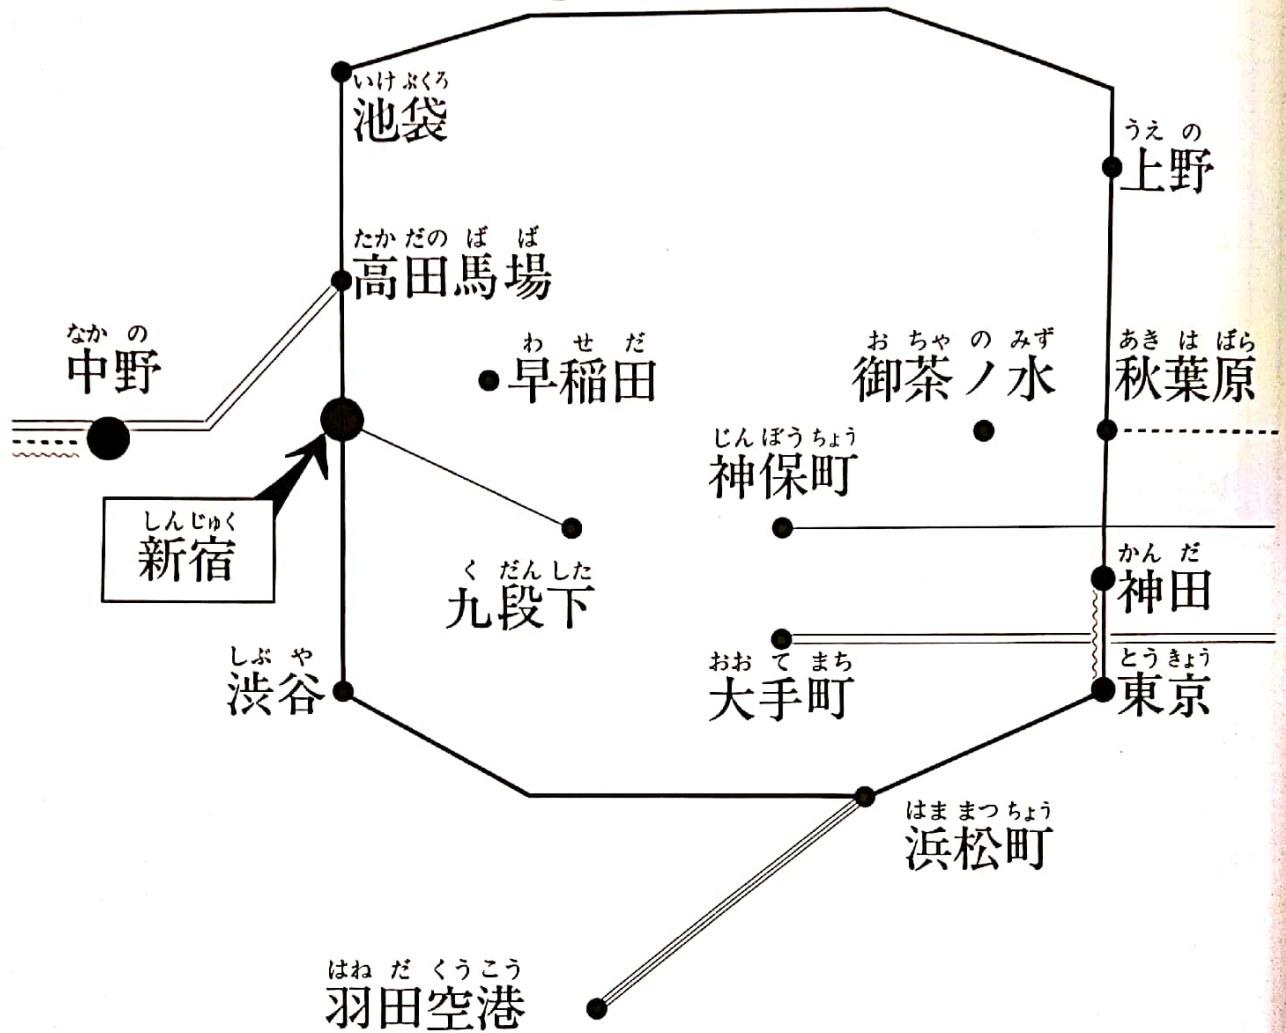 いけ ぶくろ
池袋
うえ の
上野
たか だの ば ば
高田馬場
なか の
中野
わ せ だ
早稲田
お ちゃ の みず
御茶ノ水
あき は ばら
秋葉原
じん ぼう ちょう
神保町
しん じゅく
新宿
く だん した
九段下
かん だ
神田
しぶ や
渋谷
おお て まち
大手町
とう きょう
東京
はま まつ ちょう
浜松町
はね だ くう こう
羽田空港